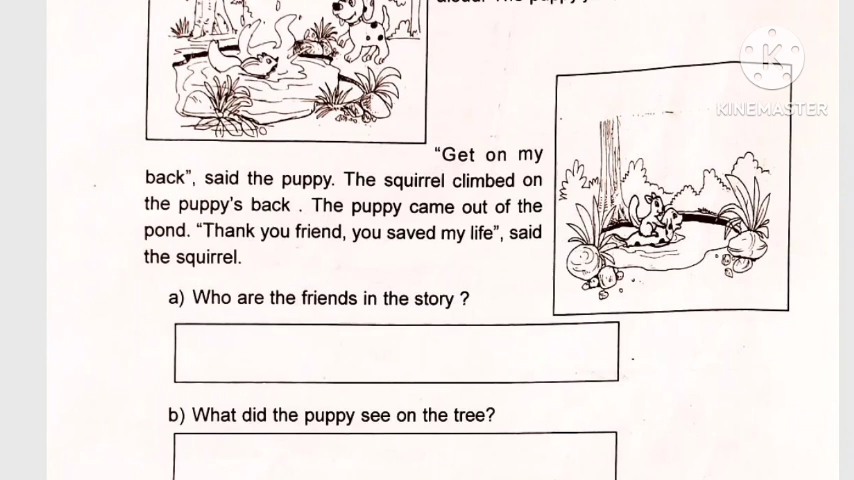 K
KINEMASTER
"Get on my
back", said the puppy. The squirrel climbed on
the puppy's back . The puppy came out of the
pond. "Thank you friend, you saved my life", said
the squirrel.
a) Who are the friends in the story ?
b) What did the puppy see on the tree?